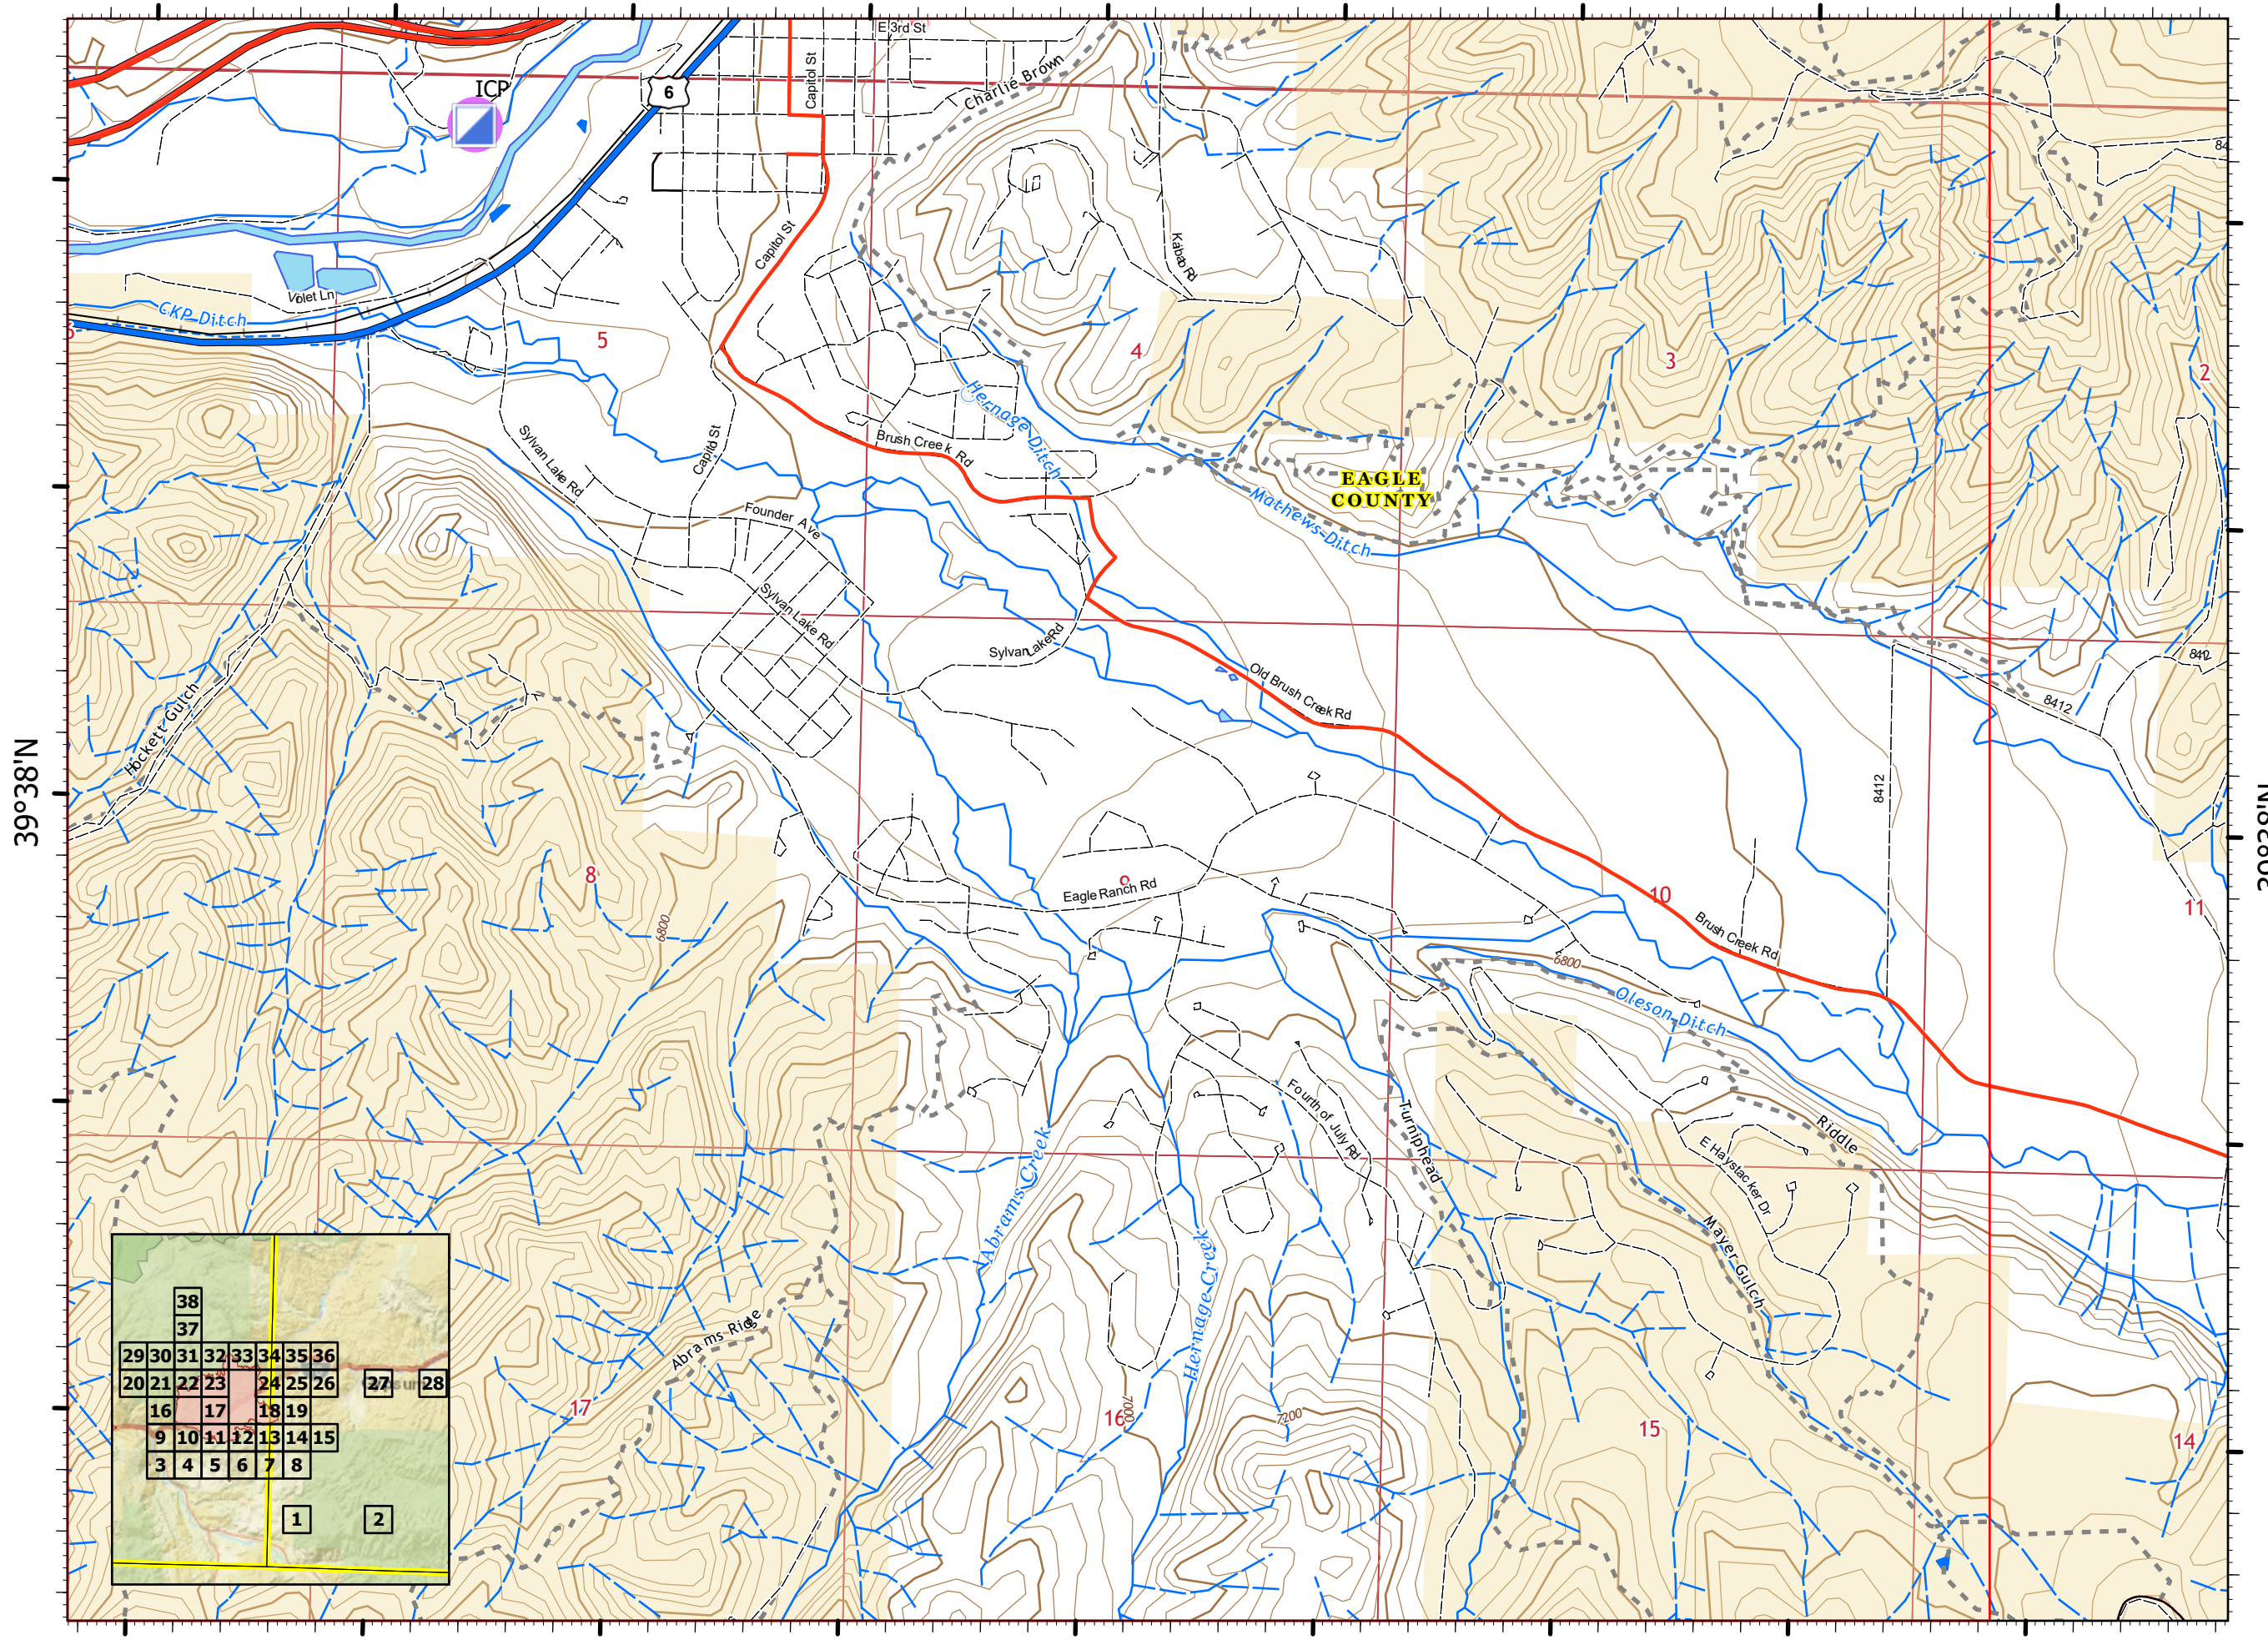 E 3rd St
Capitol St
Charlie Brown
ICP
6
84
Capitol St
Kabab Rd
Violet Ln
CKP Ditch
5
4
3
2
Hernage Ditch
Brush Creek Rd
Capitol St
Sylvan Lake Rd
EAGLE
COUNTY
Mathews Ditch
Founder Ave
Sylvan Lake Rd
Sylvan Lake Rd
8412
Old Brush Creek Rd
8412
Hockett Gulch
39°38'N
8412
8
9
Eagle Ranch Rd
10
11
6800
Brush Creek Rd
6800
Oleson Ditch
Fourth of July Rd
Turniphead
Riddle
E Haystacker Dr
Abrams Creek
Hernage Creek
Mayer Gulch
Abrams Ridge
17
16
7000
7200
15
14
38
37
29 30 31 32 33 34 35 36
20 21 22 23 24 25 26 27 28
16 17 18 19
9 10 11 12 13 14 15
3 4 5 6 7 8
1 2